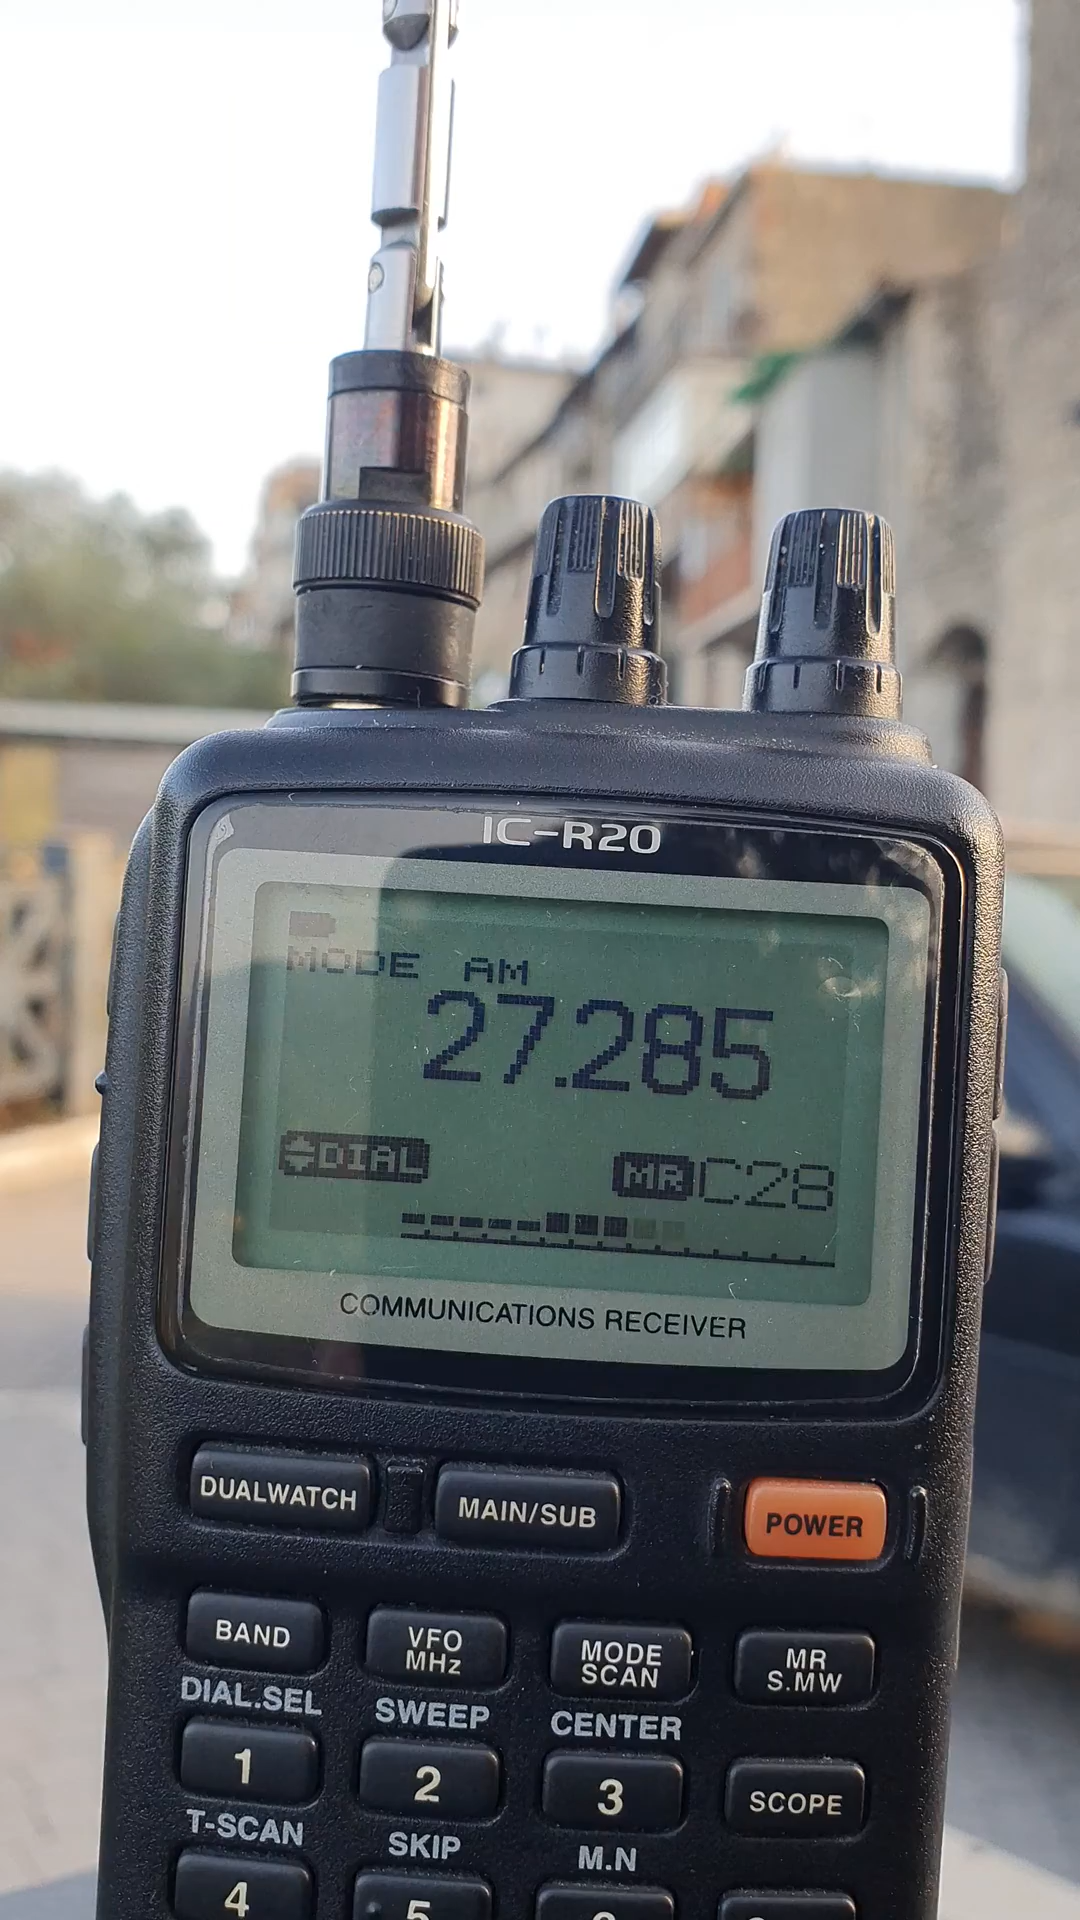 IC-R20
MODE AM
27.285
DIAL
MR C28
COMMUNICATIONS RECEIVER
DUALWATCH
MAIN/SUB
POWER
BAND
VFO
MHz
MODE
SCAN
MR
S.MW
DIAL.SEL
SWEEP
CENTER
1
2
3
SCOPE
T-SCAN
SKIP
M.N
4
5